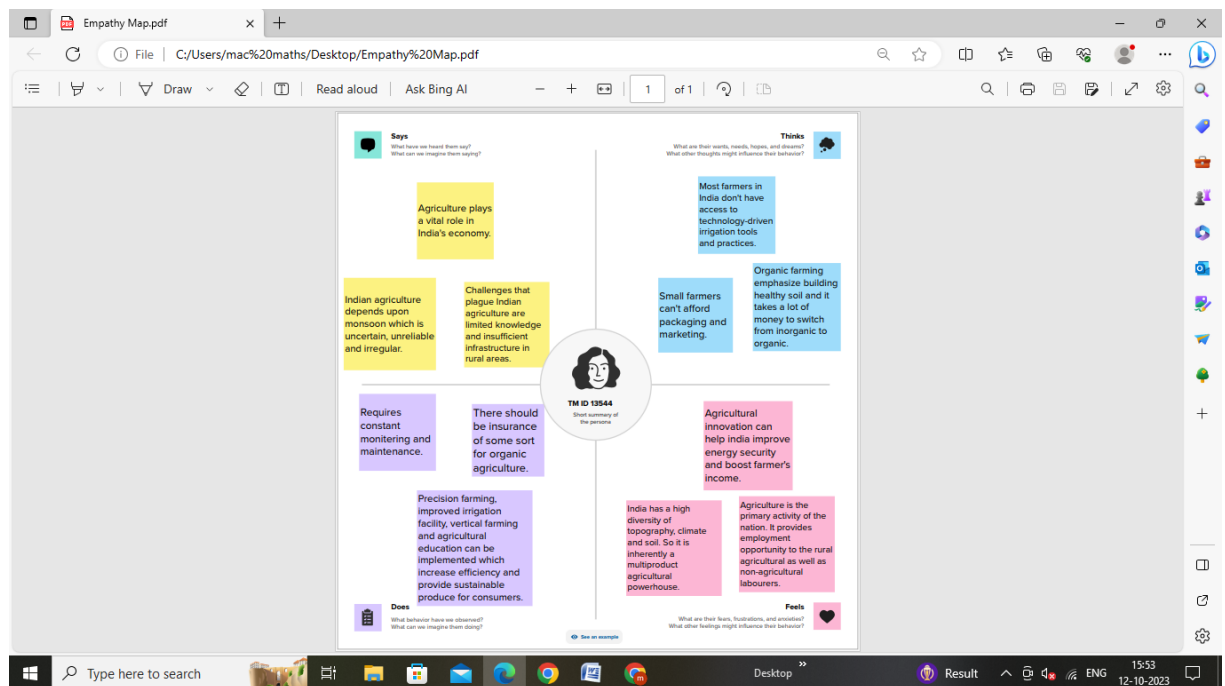 Empathy Map.pdf
File
C:/Users/mac%20maths/Desktop/Empathy%20Map.pdf
Draw
Read aloud
Ask Bing AI
1
of 1
Says
What have we heard them say?
What can we imagine them saying?
Agriculture plays
a vital role in
India's economy.
Indian agriculture
depends upon
monsoon which is
uncertain, unreliable
and irregular.
Challenges that
plague Indian
agriculture are
limited knowledge
and insufficient
infrastructure in
rural areas.
Thinks
What are their wants, needs, hopes, and dreams?
What other thoughts might influence their behavior?
Most farmers in
India don't have
access to
technology-driven
irrigation tools
and practices.
Small farmers
can't afford
packaging and
marketing.
Organic farming
emphasize building
healthy soil and it
takes a lot of
money to switch
from inorganic to
organic.
TM ID 13544
Short summary of
the persona
Requires
constant
monitering and
maintenance.
There should
be insurance
of some sort
for organic
agriculture.
Precision farming,
improved irrigation
facility, vertical farming
and agricultural
education can be
implemented which
increase efficiency and
provide sustainable
produce for consumers.
Does
What behavior have we observed?
What can we imagine them doing?
Agricultural
innovation can
help india improve
energy security
and boost farmer's
income.
India has a high
diversity of
topography, climate
and soil. So it is
inherently a
multiproduct
agricultural
powerhouse.
Agriculture is the
primary activity of the
nation. It provides
employment
opportunity to the rural
agricultural as well as
non-agricultural
labourers.
Feels
What are their fears, frustrations, and anxieties?
What other feelings might influence their behavior?
See an example
Type here to search
Desktop
Result
ENG
15:53
12-10-2023